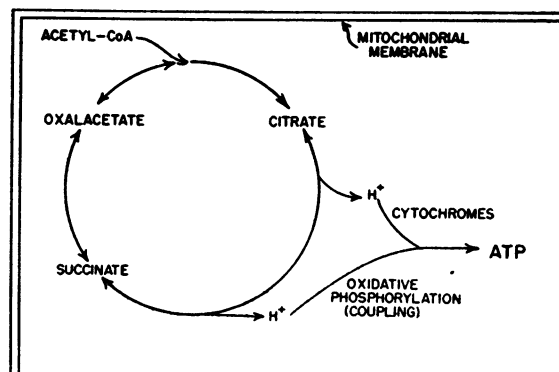 ACETYL-CoA
MITOCHONDRIAL
MEMBRANE
OXALACETATE
CITRATE
H+
CYTOCHROMES
ATP
SUCCINATE
H+
OXIDATIVE
PHOSPHORYLATION
(COUPLING)